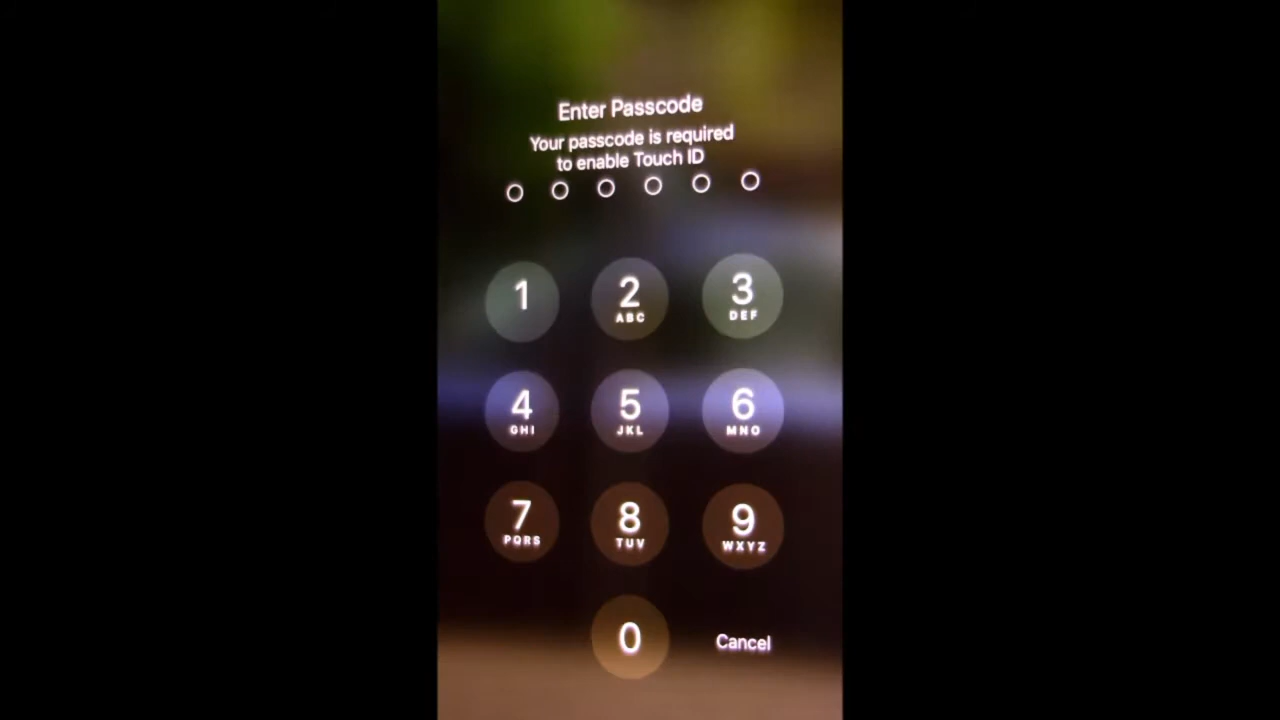 Enter Passcode
Your passcode is required
to enable Touch ID
1 2 3
ABC DEF
4 5 6
GHI JKL MNO
7 8 9
PQRS TUV WXYZ
0 Cancel